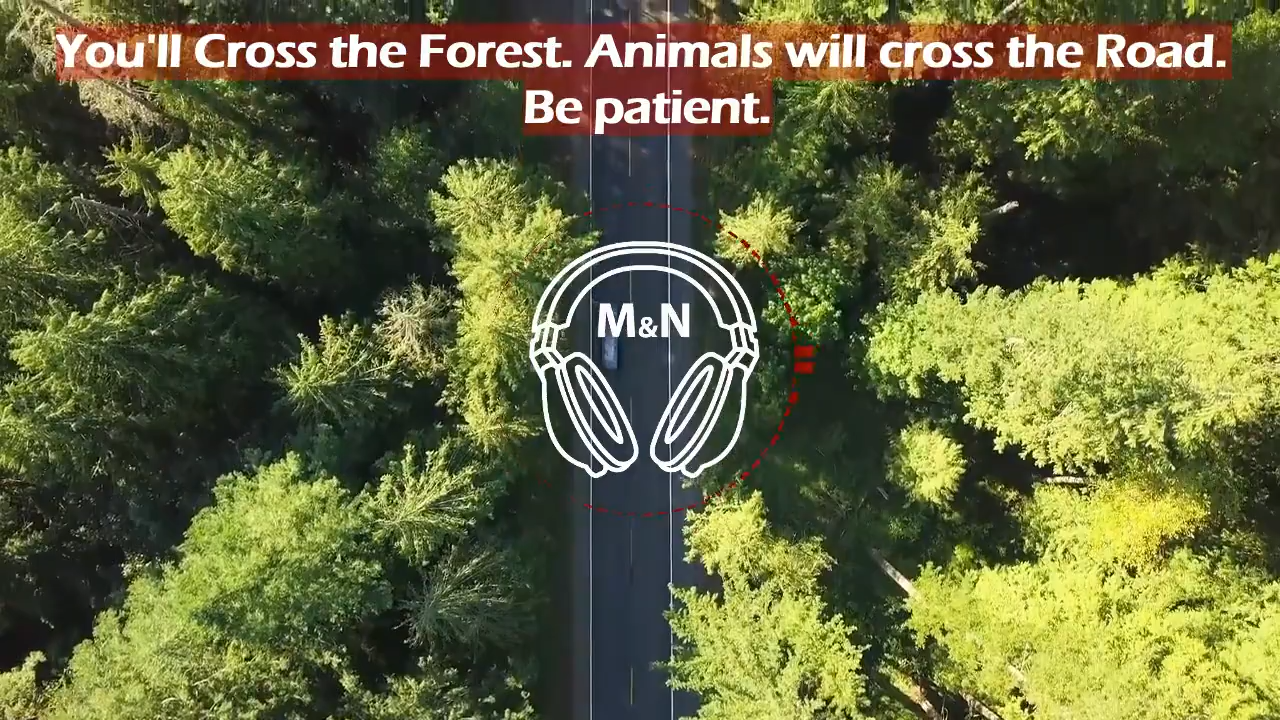 You'll Cross the Forest. Animals will cross the Road.
Be patient.
M&N